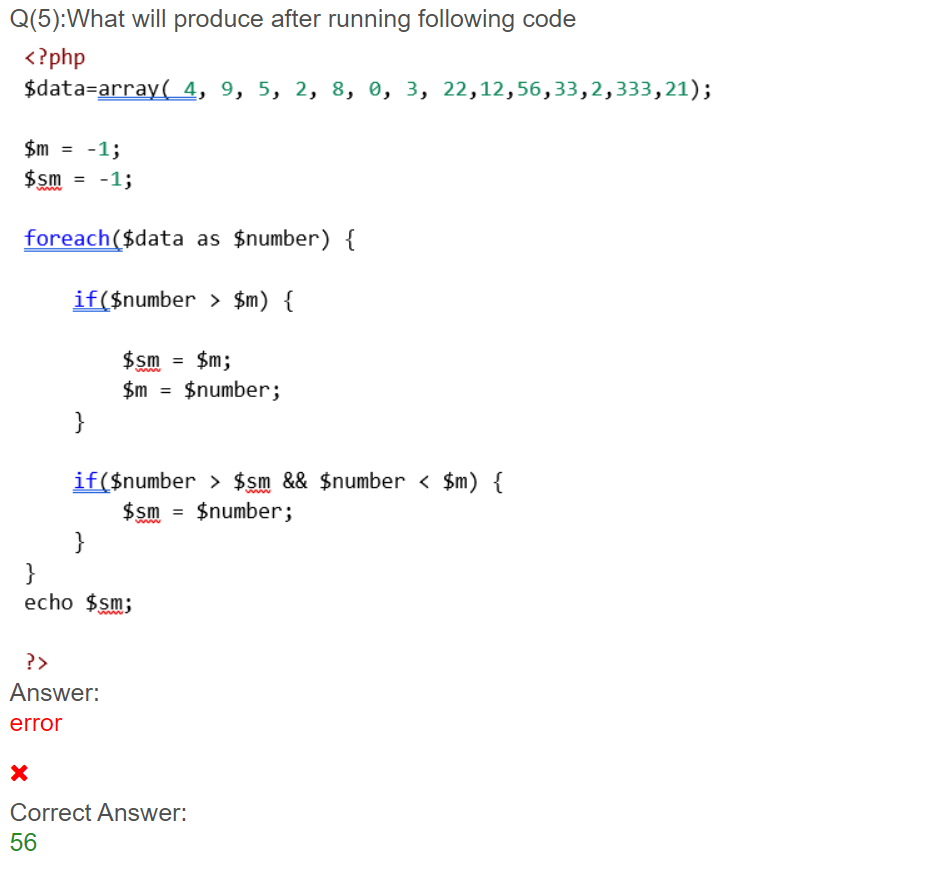 Q(5):What will produce after running following code
<?php
$data=array( 4, 9, 5, 2, 8, 0, 3, 22,12,56,33,2,333,21);
$m = -1;
$sm = -1;
foreach($data as $number) {
if($number > $m) {
$sm = $m;
$m = $number;
}
if($number > $sm && $number < $m) {
$sm = $number;
}
}
echo $sm;
?>
Answer:
error
Correct Answer:
56